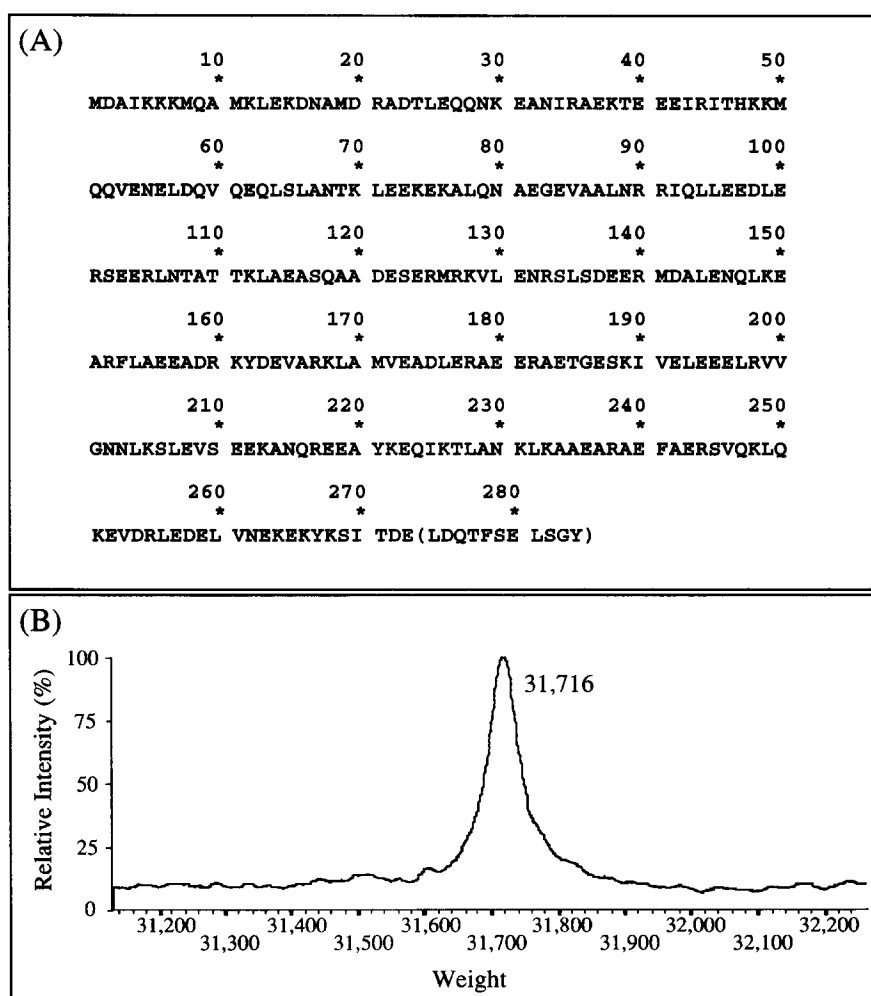 (A)
10 20 30 40 50
* * * * *
MDAIKKKMQA MKLEKDNAMD RADTLEQQNK EANIRAEKTE EEIRITHKKM
60 70 80 90 100
* * * * *
QQVENELDQV QEQLSLANTK LEEKEKALQN AEGEVAALNR RIQLLEEDLE
110 120 130 140 150
* * * * *
RSEERLNTAT TKLAEASQAA DESERMRKVL ENRSLSDEER MDALENQLKE
160 170 180 190 200
* * * * *
ARFLAEEADR KYDEVARKLA MVEADLERAE ERAETGESKI VELEEELRVV
210 220 230 240 250
* * * * *
GNNLKSLEVS EEKANQREEA YKEQIKTLAN KLKAAEARAE FAERSVQKLQ
260 270 280
* * *
KEVDRLEDEL VNEKEKYKSI TDE(LDQTFSE LSGY)
(B)
100
31,716
75
50
25
0
Relative Intensity (%)
31,200 31,400 31,600 31,800 32,000 32,200
31,300 31,500 31,700 31,900 32,100
Weight